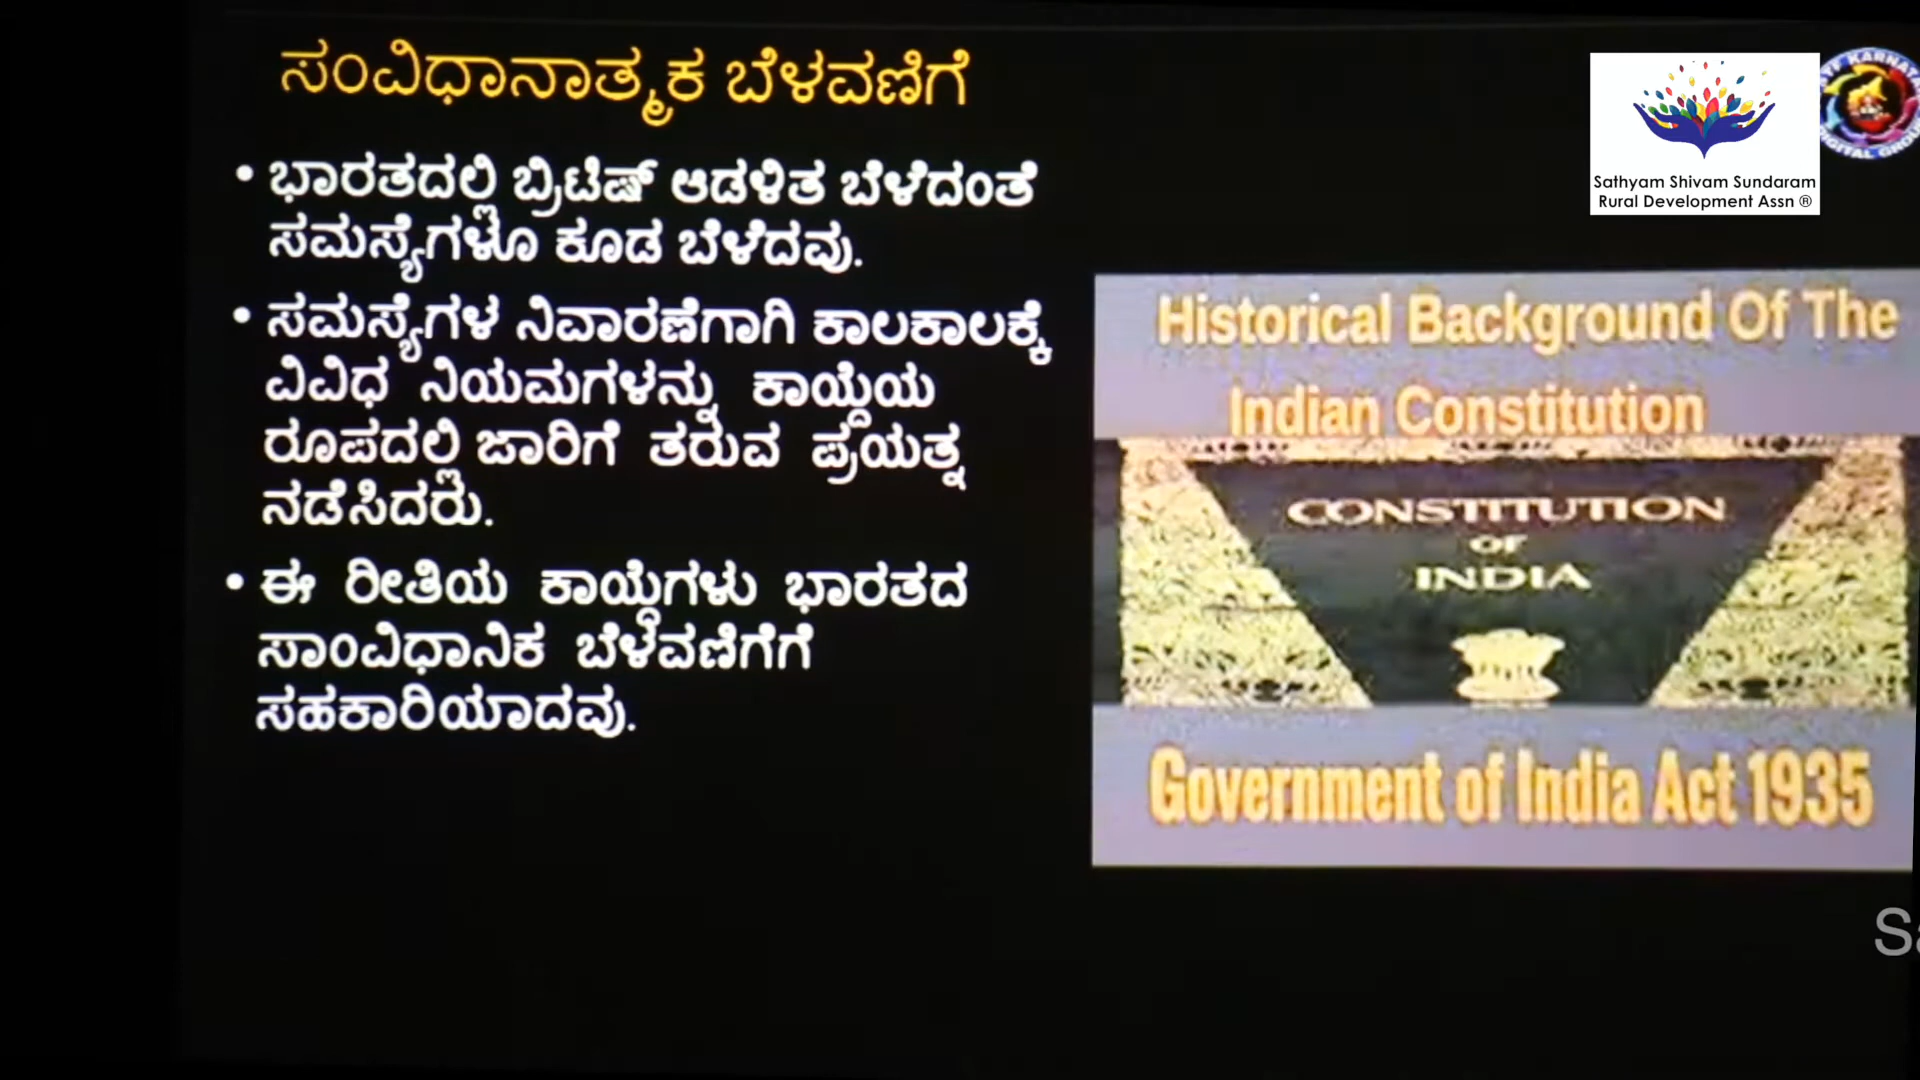 ಸಂವಿಧಾನಾತ್ಮಕ ಬೆಳವಣಿಗೆ
• ಭಾರತದಲ್ಲಿ ಬ್ರಿಟಿಷ್ ಆಡಳಿತ ಬೆಳೆದಂತೆ
ಸಮಸ್ಯೆಗಳೂ ಕೂಡ ಬೆಳೆದವು.
• ಸಮಸ್ಯೆಗಳ ನಿವಾರಣೆಗಾಗಿ ಕಾಲಕಾಲಕ್ಕೆ
ವಿವಿಧ ನಿಯಮಗಳನ್ನು ಕಾಯ್ದೆಯ
ರೂಪದಲ್ಲಿ ಜಾರಿಗೆ ತರುವ ಪ್ರಯತ್ನ
ನಡೆಸಿದರು.
• ಈ ರೀತಿಯ ಕಾಯ್ದೆಗಳು ಭಾರತದ
ಸಾಂವಿಧಾನಿಕ ಬೆಳವಣಿಗೆಗೆ
ಸಹಕಾರಿಯಾದವು.
Sathyam Shivam Sundaram
Rural Development Assn ®
Historical Background Of The
Indian Constitution
CONSTITUTION
OF
INDIA
Government of India Act 1935